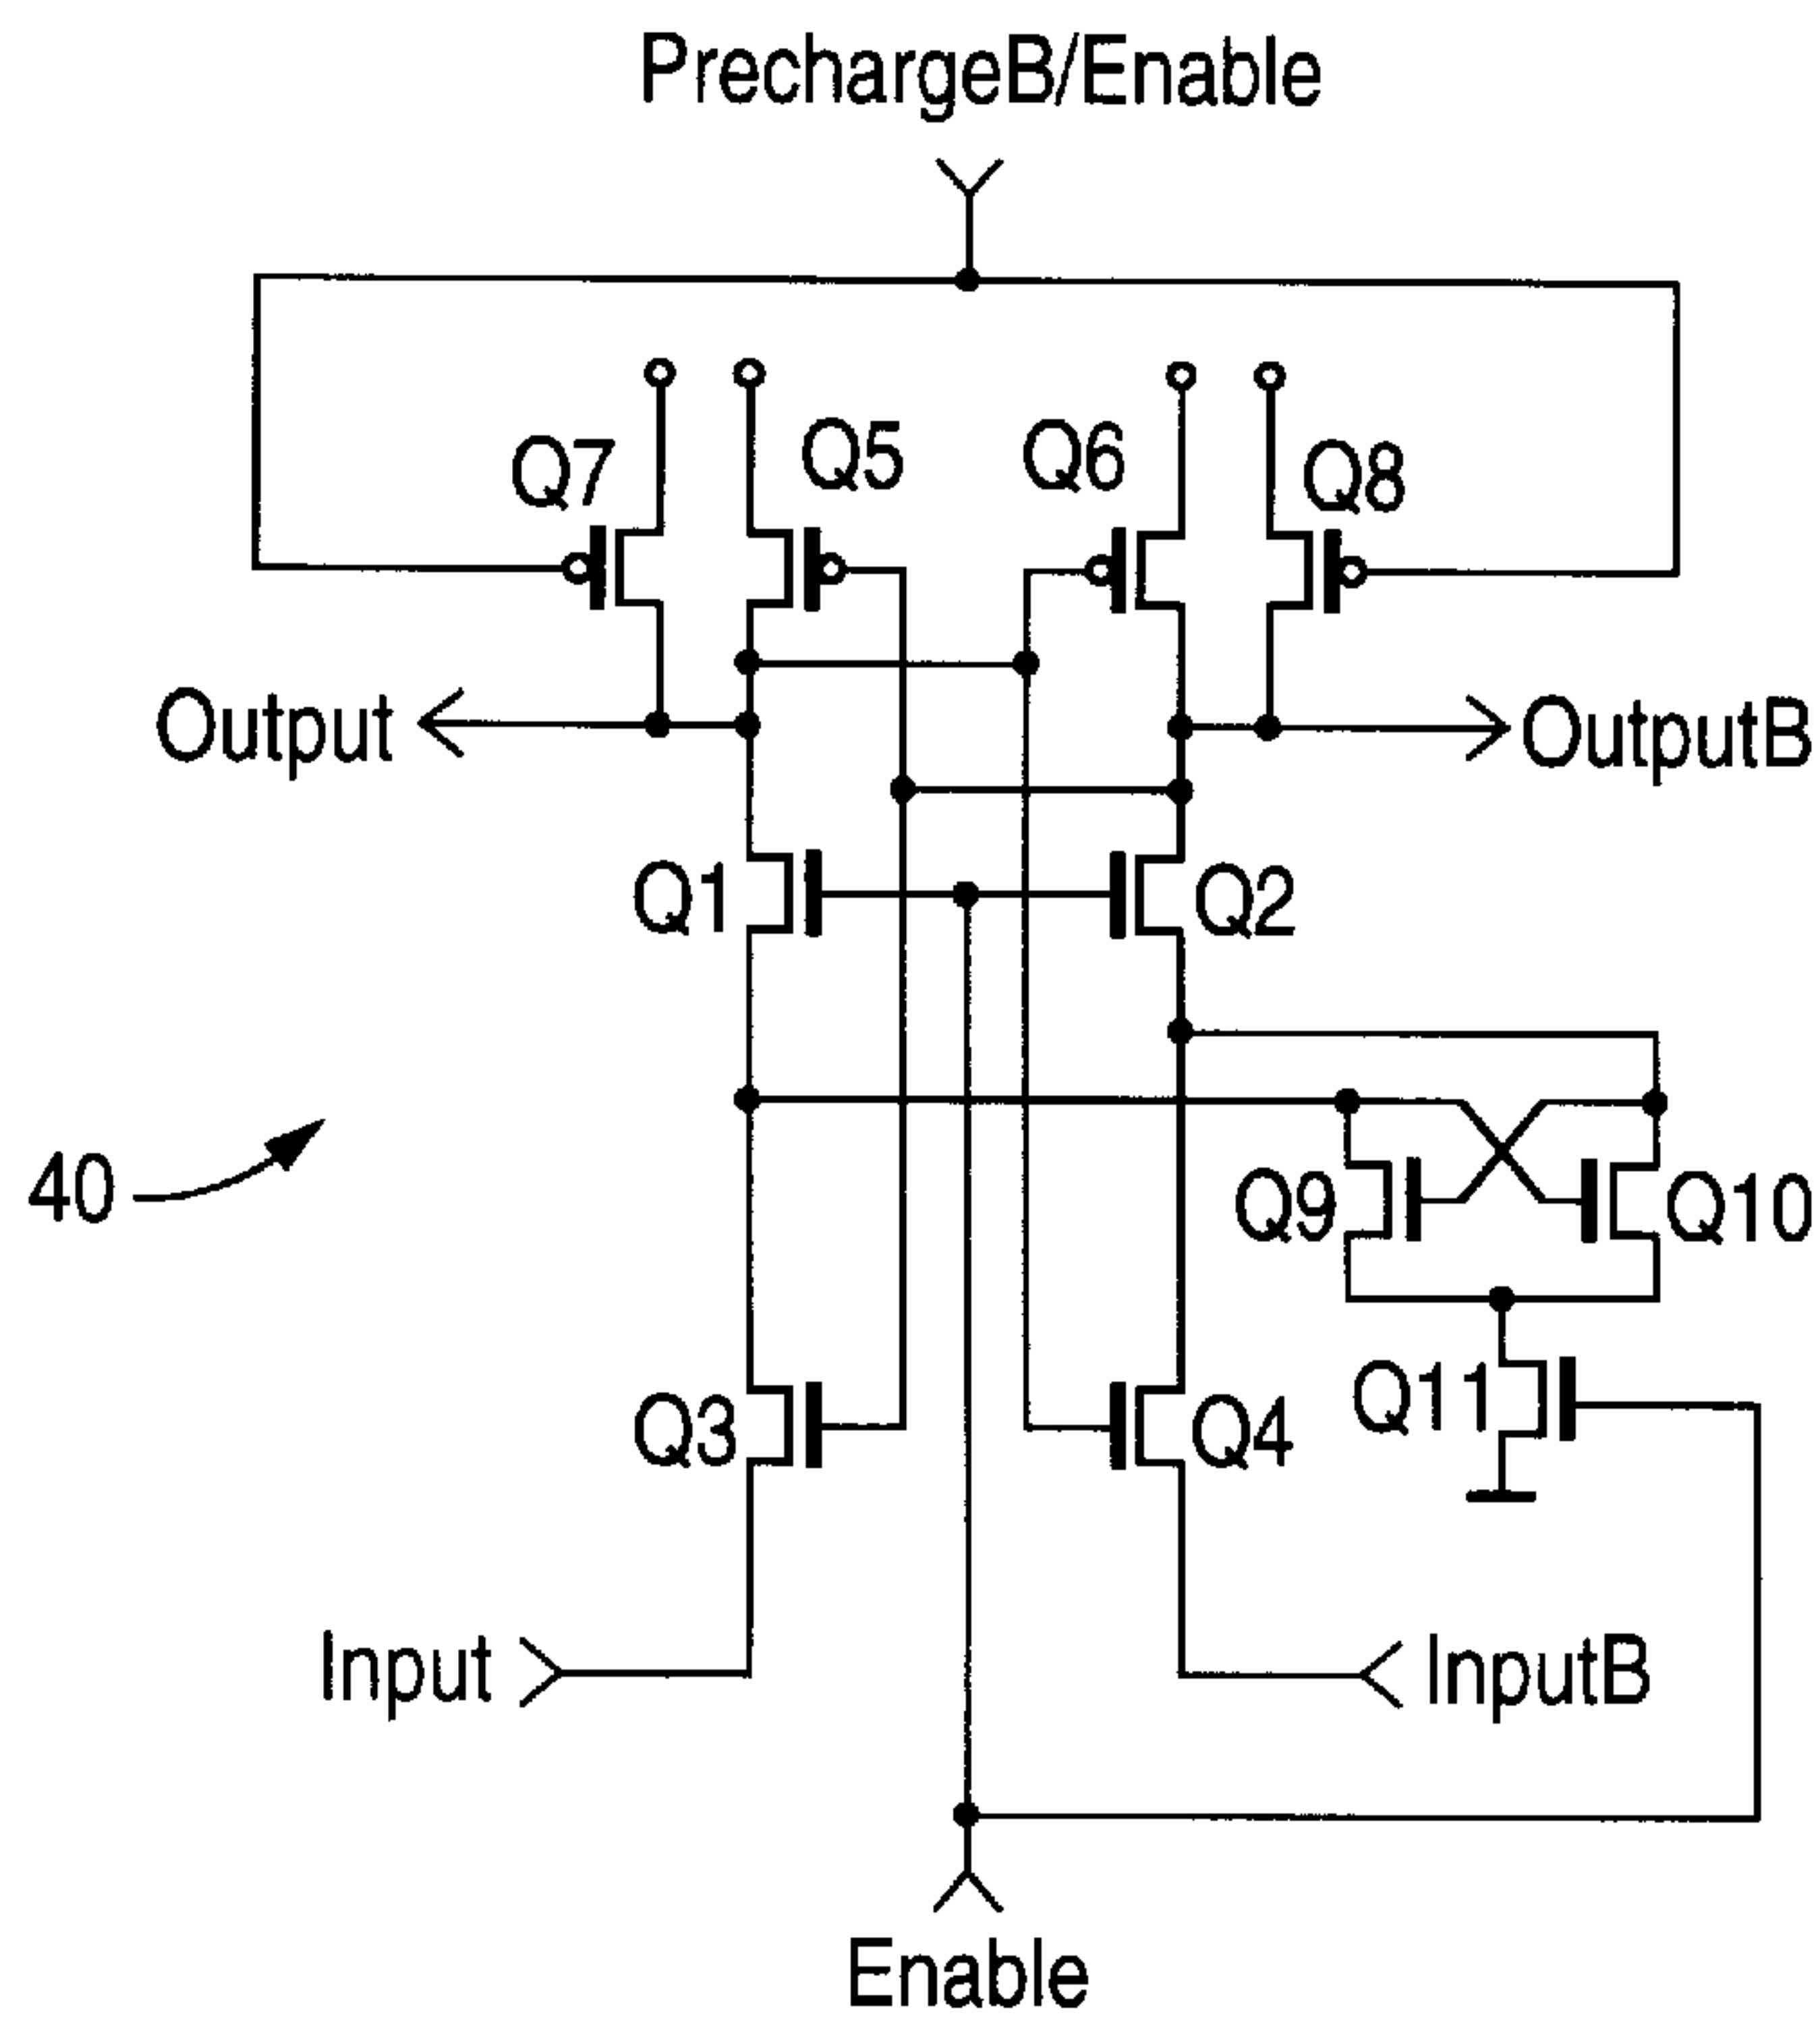 PrechargeB/Enable
Q7
Q5
Q6
Q8
Output
OutputB
Q1
Q2
40
Q9
Q10
Q3
Q4
Q11
Input
InputB
Enable